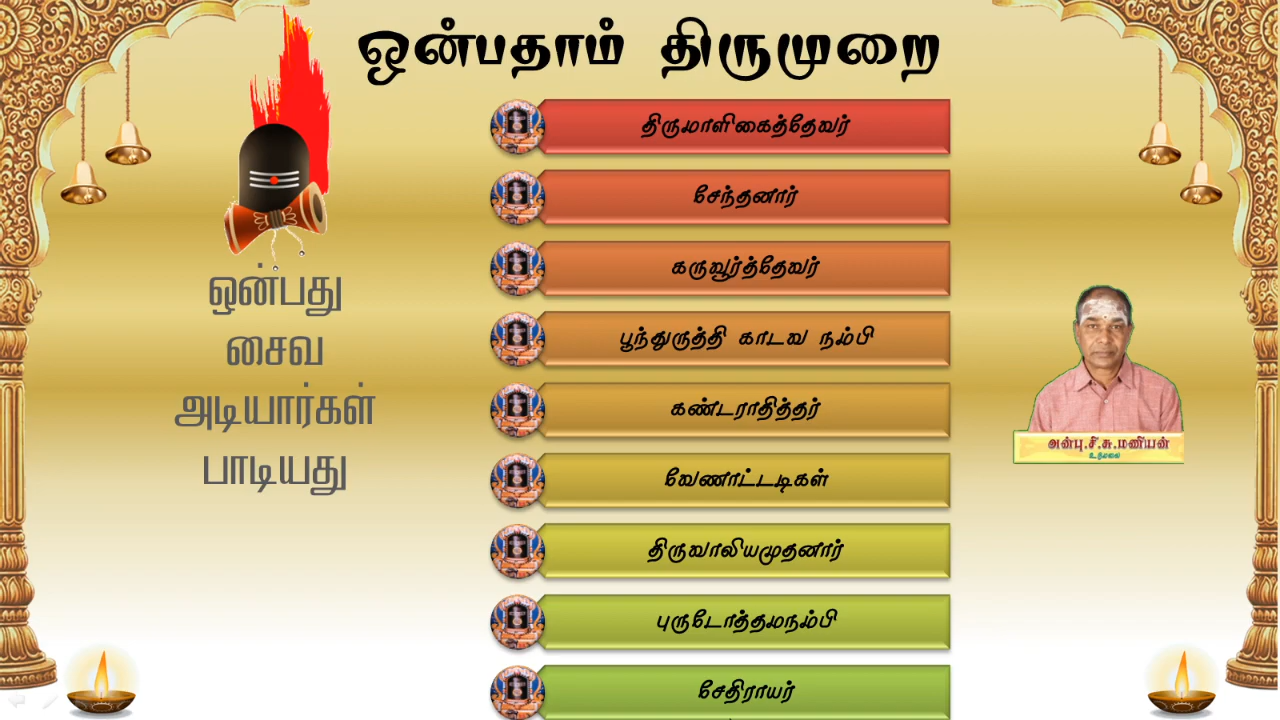 ஒன்பதாம் திருமுறை
திருமாளிகைத்தேவர்
சேந்தனார்
கருவூர்த்தேவர்
பூந்துருத்தி காடவ நம்பி
கண்டராதித்தர்
வேணாட்டடிகள்
திருவாலியமுதனார்
புருடோத்தமநம்பி
சேதிராயர்
ஒன்பது
சைவ
அடியார்கள்
பாடியது
அன்பு.சி.சு.மணியன்